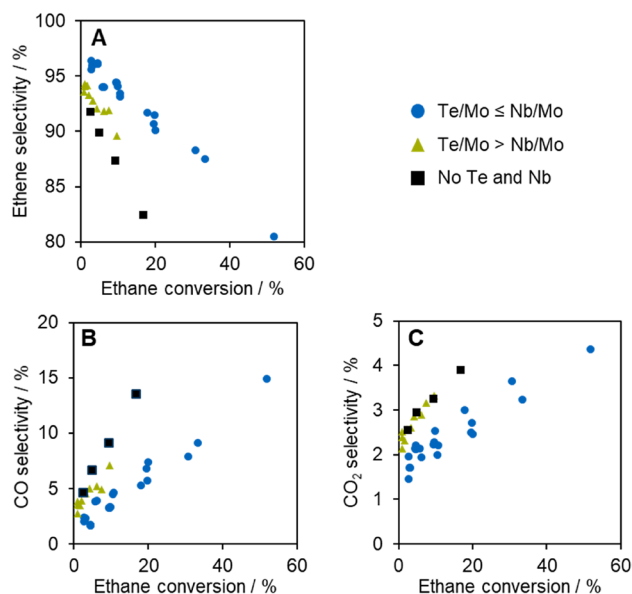 A
Ethene selectivity / %
100
95
90
85
80
0
20
40
60
Ethane conversion / %
Te/Mo ≤ Nb/Mo
Te/Mo > Nb/Mo
No Te and Nb
B
CO selectivity / %
20
15
10
5
0
0
20
40
60
Ethane conversion / %
C
CO₂ selectivity / %
5
4
3
2
1
0
0
20
40
60
Ethane conversion / %